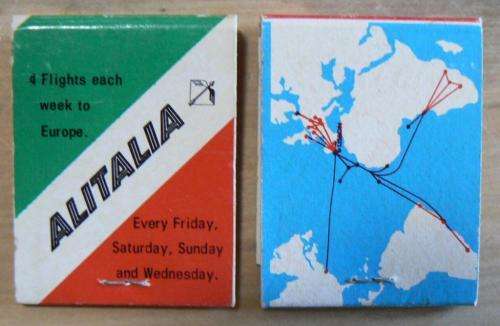 4 Flights each
week to
Europe.
ALITALIA
Every Friday,
Saturday, Sunday
and Wednesday.